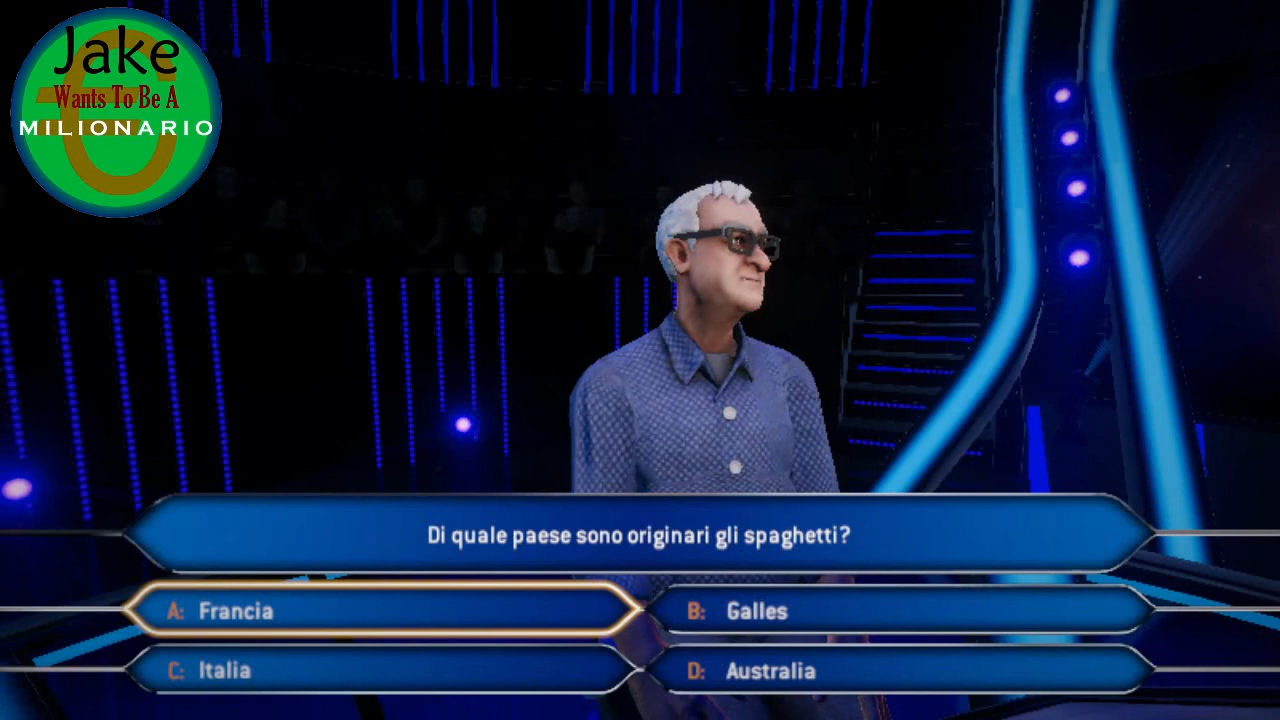 Jake
Wants To Be A
MILIONARIO
Di quale paese sono originari gli spaghetti?
A: Francia
B: Galles
C: Italia
D: Australia